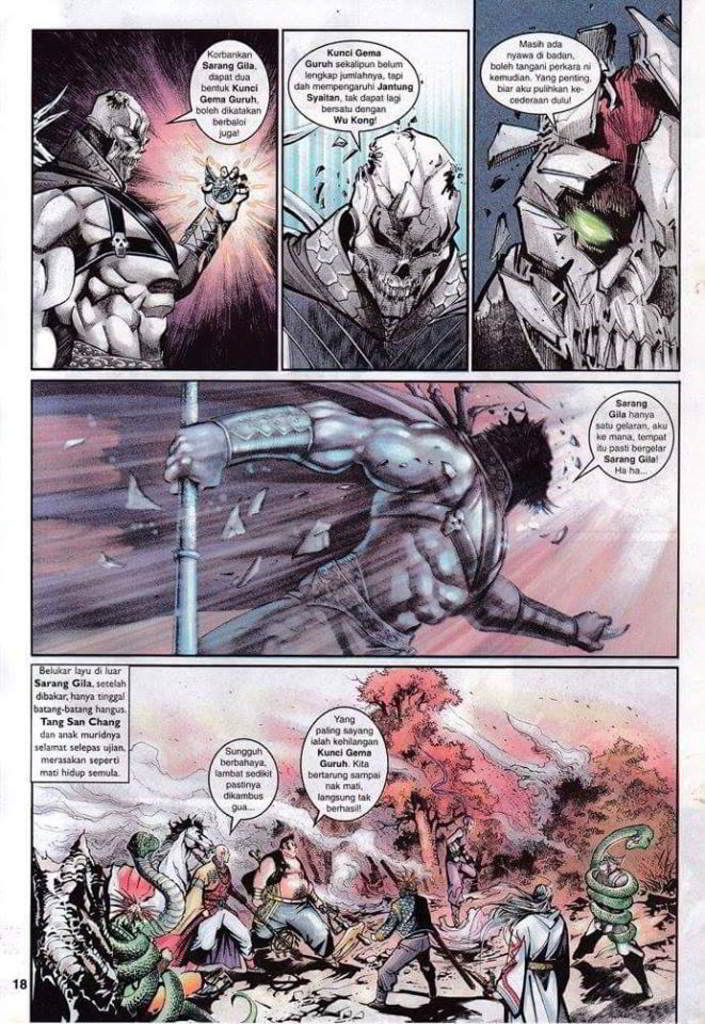 Korbankan
Sarang Gila,
dapat dua
bentuk Kunci
Gema Guruh,
boleh dikatakan
berbaloi
juga!
Kunci Gema
Guruh sekalipun belum
lengkap jumlahnya, tapi
dah mempengaruhi Jantung
Syaitan, tak dapat lagi
bersatu dengan
Wu Kong!
Masih ada
nyawa di badan,
boleh tangani perkara ni
kemudian. Yang penting,
biar aku pulihkan ke-
cederaan dulu!
Sarang
Gila hanya
satu gelaran, aku
ke mana, tempat
itu pasti bergelar
Sarang Gila!
Ha ha...
Belukar layu di luar
Sarang Gila, setelah
dibakar, hanya tinggal
batang-batang hangus.
Tang San Chang
dan anak muridnya
selamat selepas ujian,
merasakan seperti
mati hidup semula.
Sungguh
berbahaya,
lambat sedikit
pastinya
dikambus
gua...
Yang
paling sayang
ialah kehilangan
Kunci Gema
Guruh. Kita
bertarung sampai
nak mati,
langsung tak
berhasil!
18